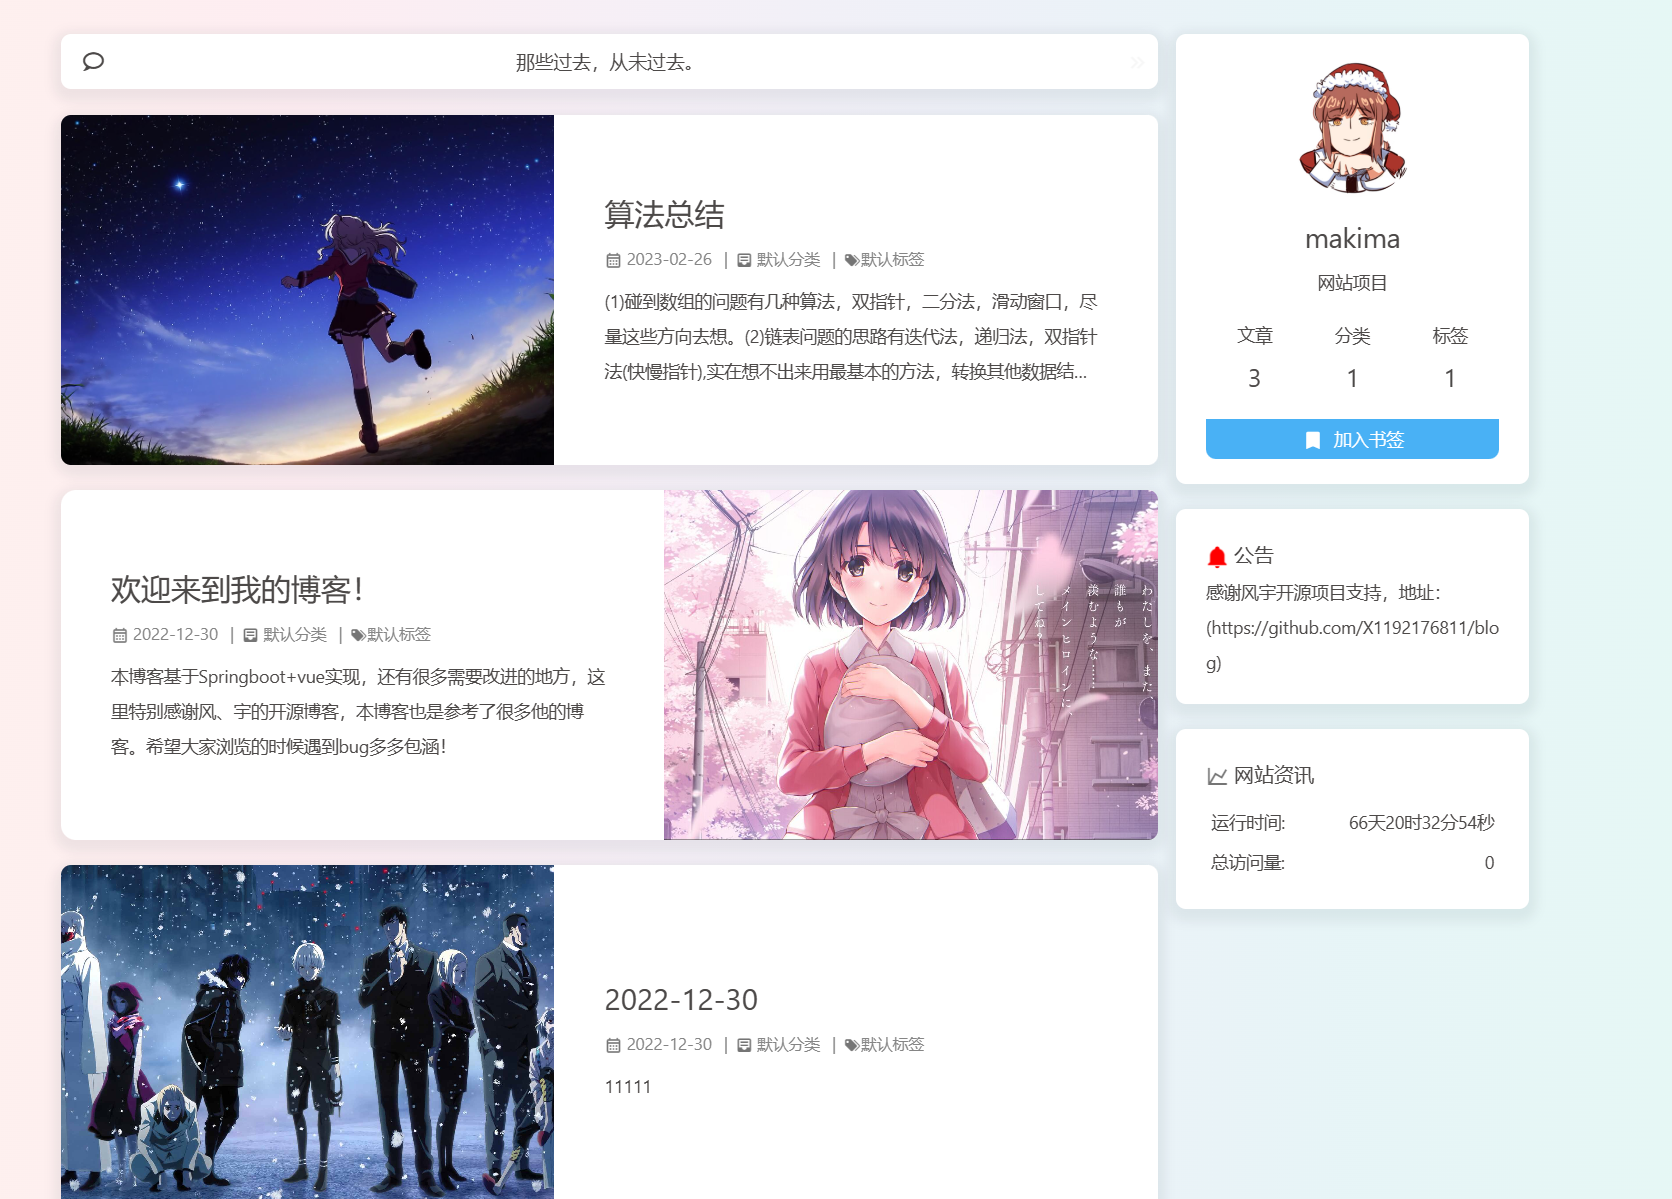 那些过去，从未过去。
算法总结
2023-02-26 | 默认分类 | 默认标签
(1)碰到数组的问题有几种算法，双指针，二分法，滑动窗口，尽
量这些方向去想。(2)链表问题的思路有迭代法，递归法，双指针
法(快慢指针),实在想不出来用最基本的方法，转换其他数据结...
欢迎来到我的博客！
2022-12-30 | 默认分类 | 默认标签
本博客基于Springboot+vue实现，还有很多需要改进的地方，这
里特别感谢风、宇的开源博客，本博客也是参考了很多他的博
客。希望大家浏览的时候遇到bug多多包涵！
わたしを、また、
誰もが
羨むような……
メインヒロインに、
してね？
2022-12-30
2022-12-30 | 默认分类 | 默认标签
11111
makima
网站项目
文章 分类 标签
3 1 1
加入书签
公告
感谢风宇开源项目支持，地址：
(https://github.com/X1192176811/blo
g)
网站资讯
运行时间: 66天20时32分54秒
总访问量: 0